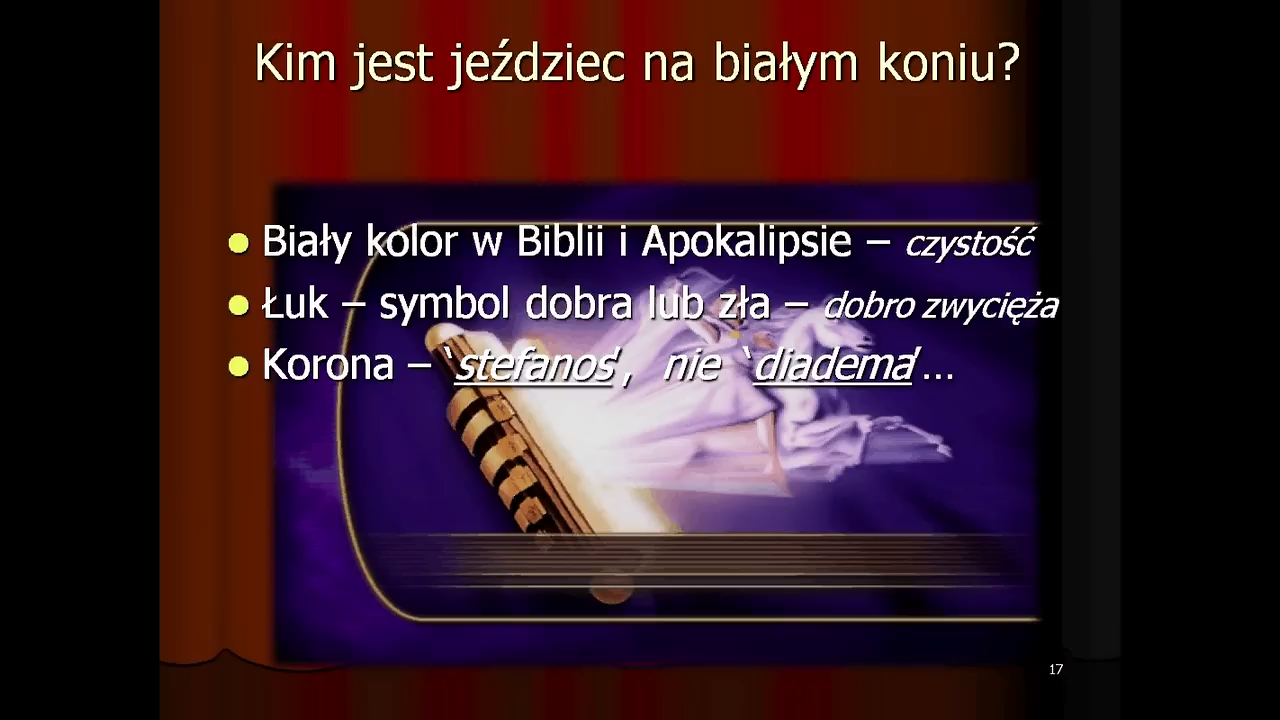 Kim jest jeździec na białym koniu?
Biały kolor w Biblii i Apokalipsie – czystość
Łuk – symbol dobra lub zła – dobro zwycięża
Korona – ‘stefanos’, nie ‘diadema’…
17